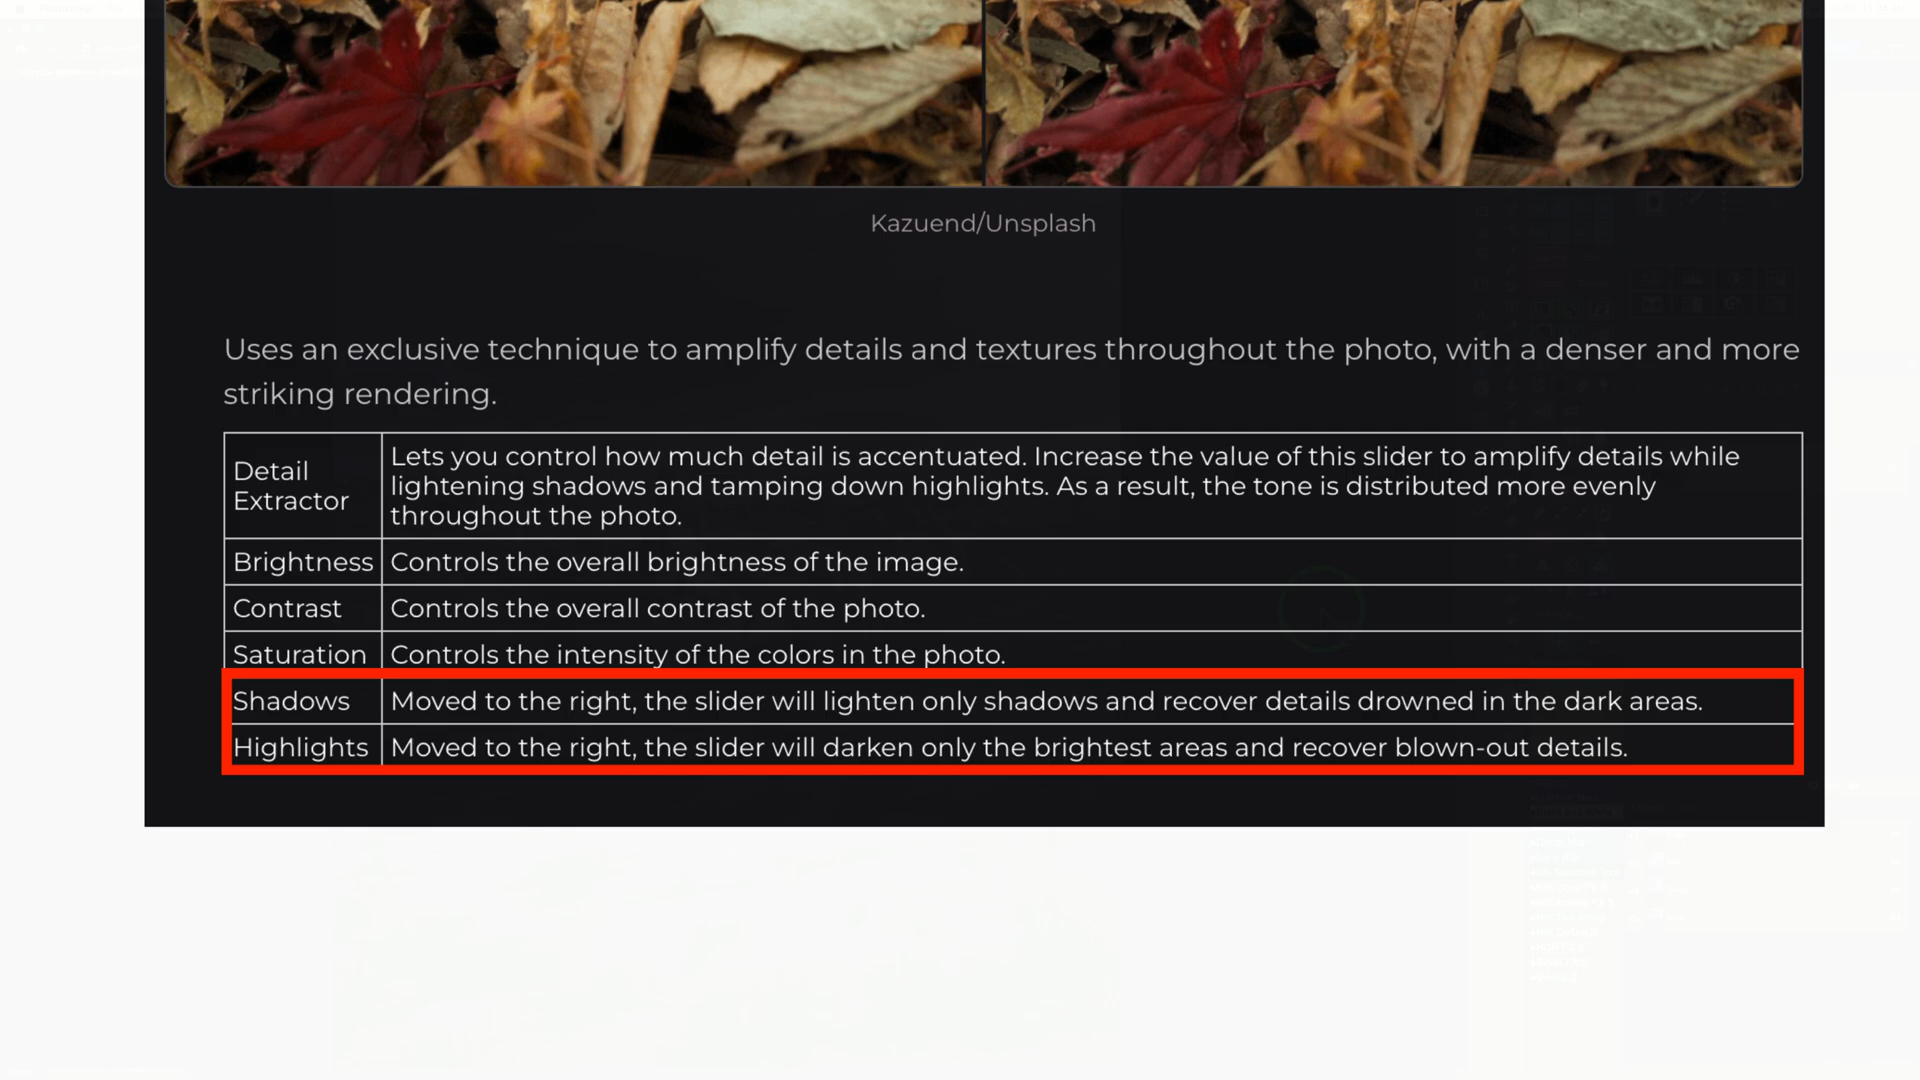 Kazuend/Unsplash
Uses an exclusive technique to amplify details and textures throughout the photo, with a denser and more
striking rendering.
Detail
Extractor
Lets you control how much detail is accentuated. Increase the value of this slider to amplify details while
lightening shadows and tamping down highlights. As a result, the tone is distributed more evenly
throughout the photo.
Brightness
Controls the overall brightness of the image.
Contrast
Controls the overall contrast of the photo.
Saturation
Controls the intensity of the colors in the photo.
Shadows
Moved to the right, the slider will lighten only shadows and recover details drowned in the dark areas.
Highlights
Moved to the right, the slider will darken only the brightest areas and recover blown-out details.